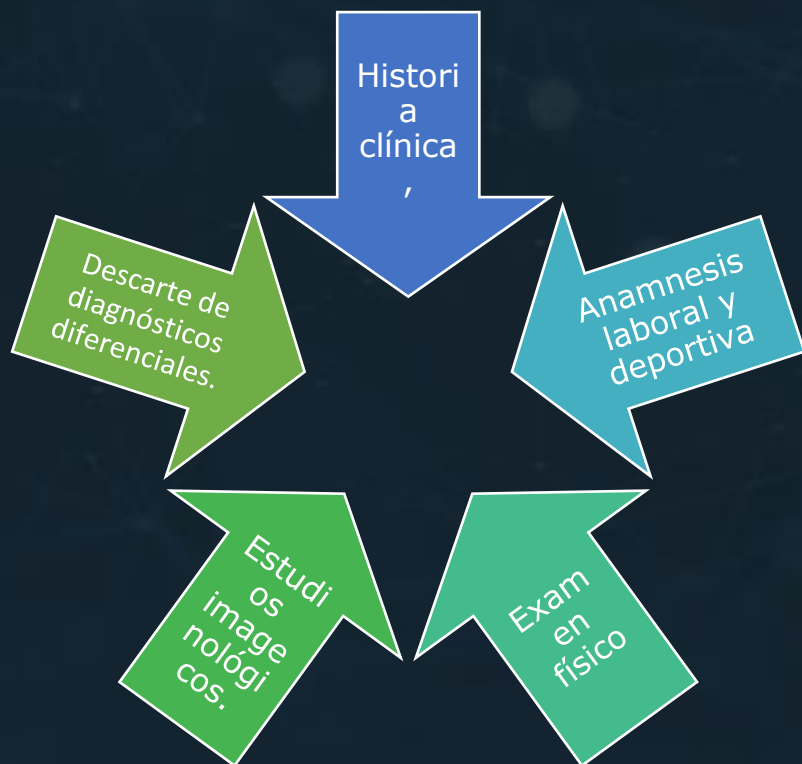 Histori
a
clínica
,
Anamnesis
laboral y
deportiva
Exam
en
físico
Estudi
os
image
nológi
cos.
Descarte de
diagnósticos
diferenciales.